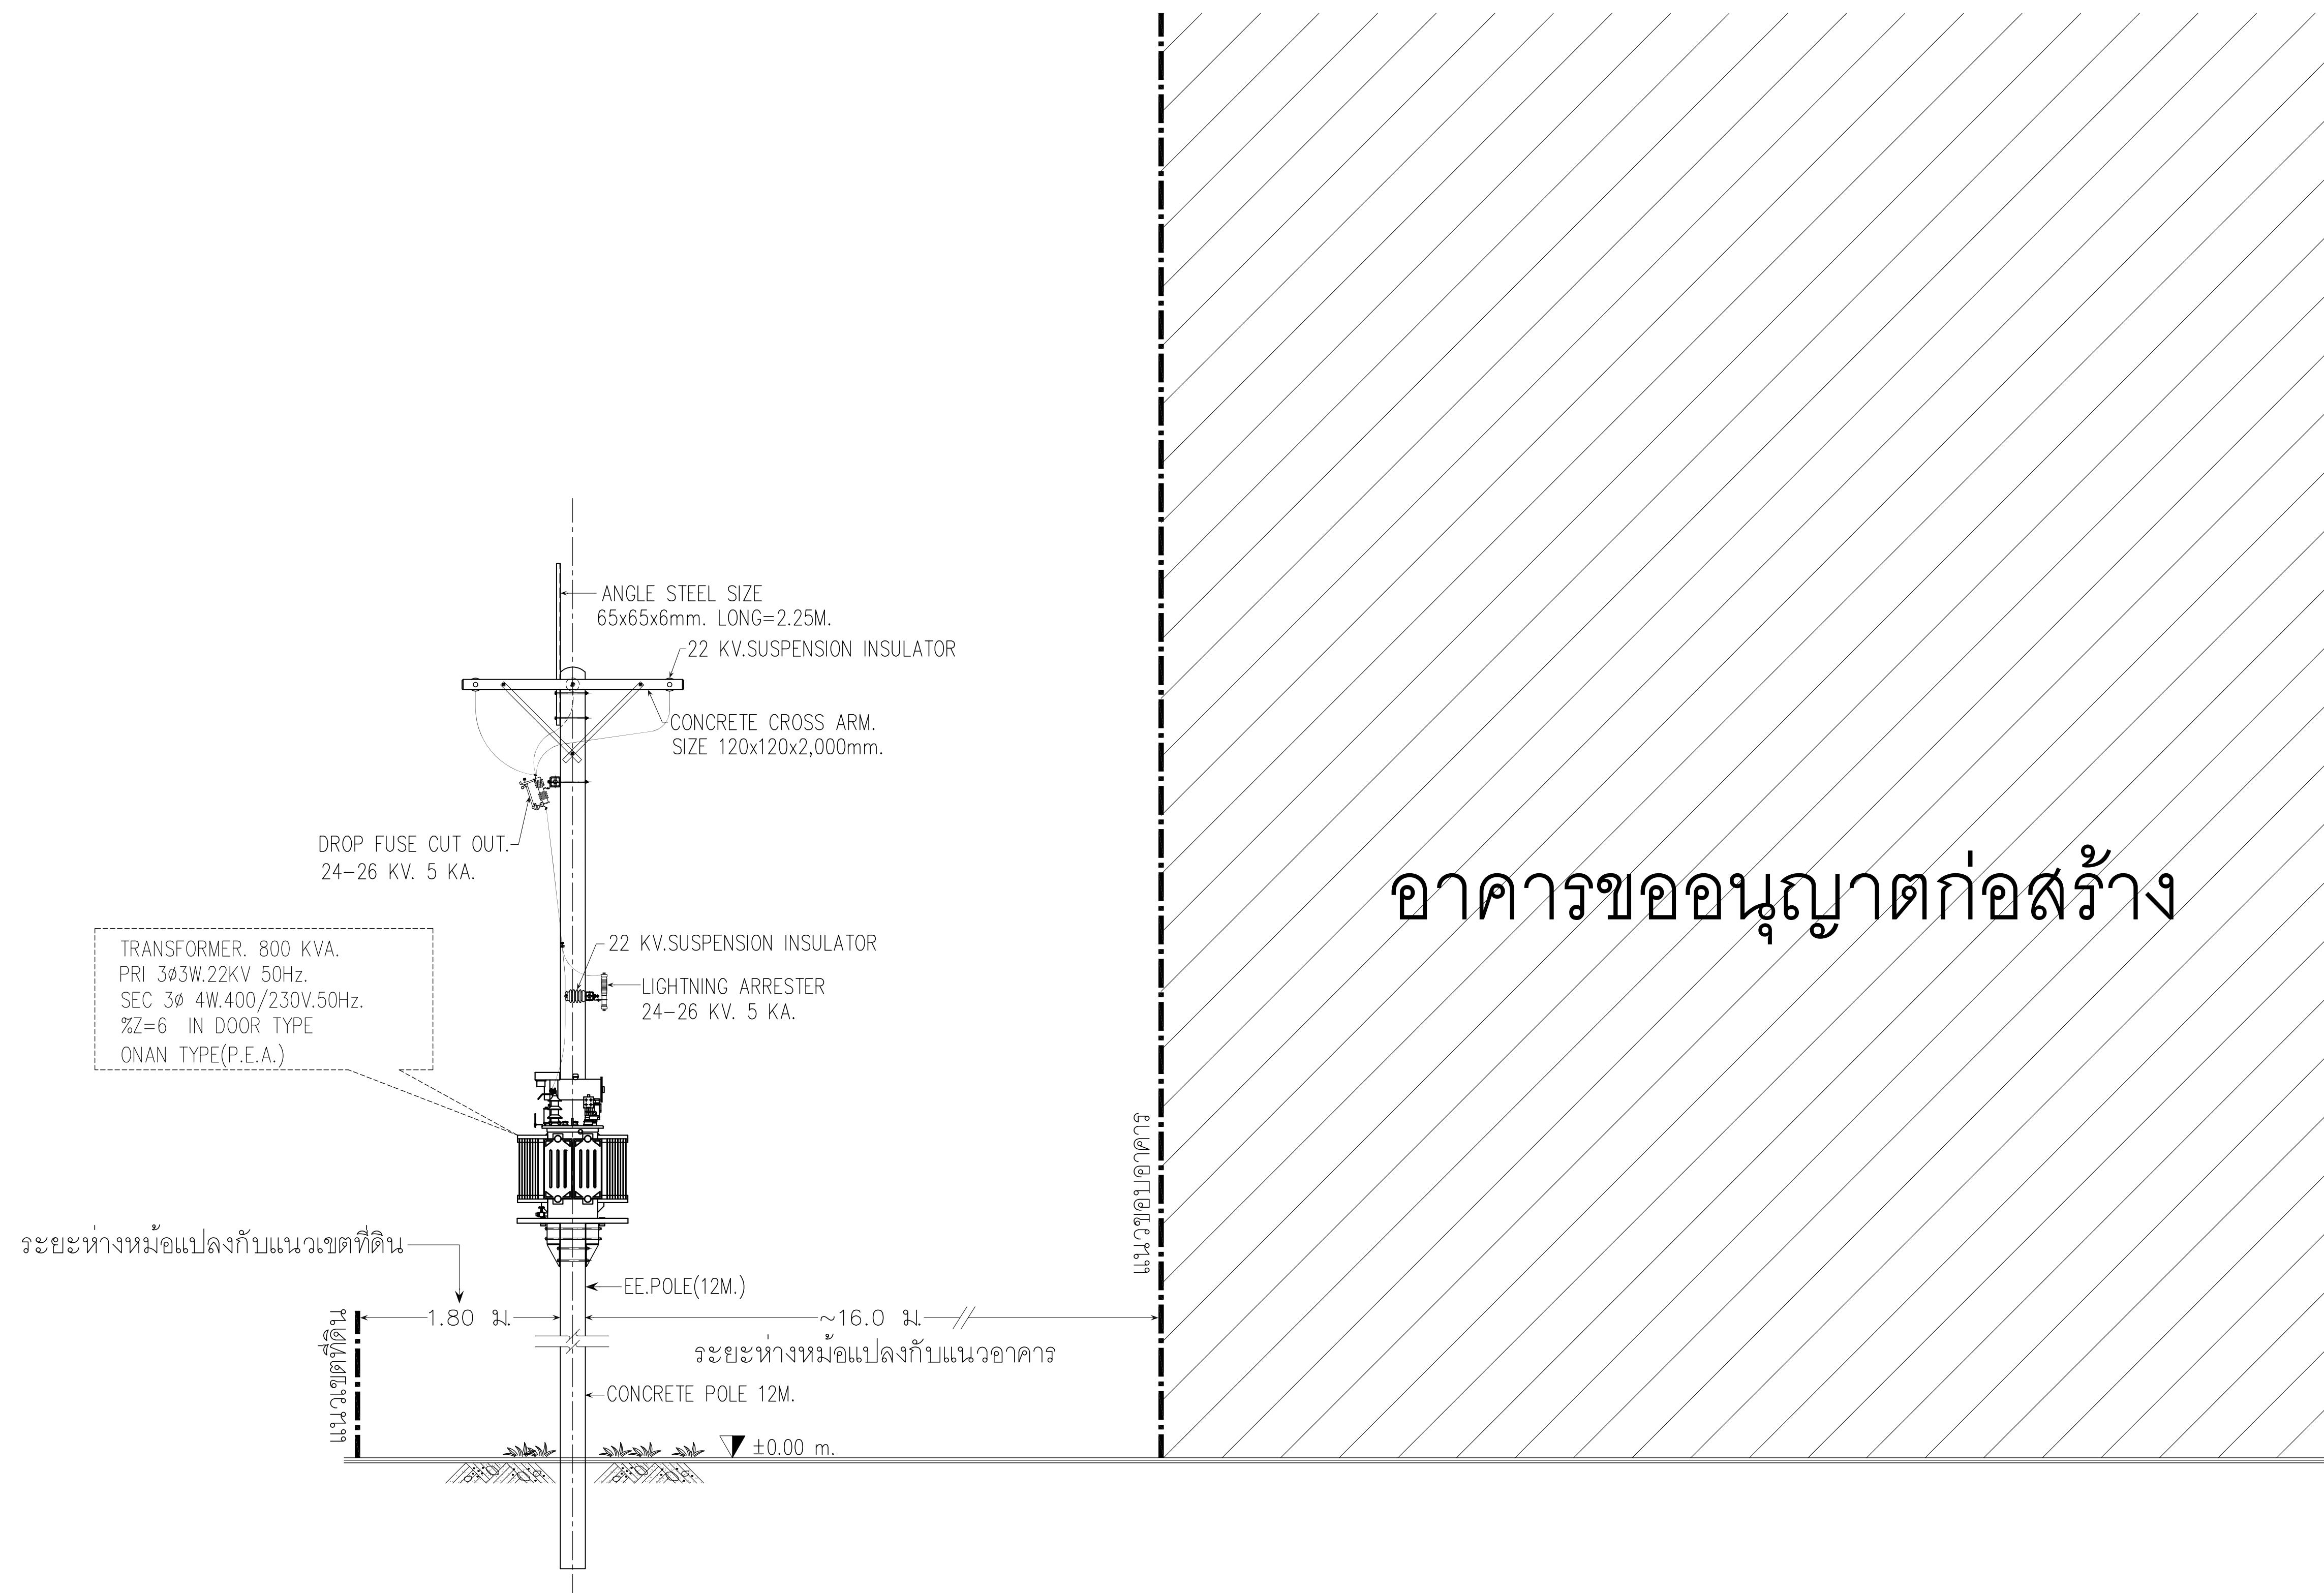 ANGLE STEEL SIZE
65x65x6mm. LONG=2.25M.
22 KV.SUSPENSION INSULATOR
CONCRETE CROSS ARM.
SIZE 120x120x2,000mm.
DROP FUSE CUT OUT.
24-26 KV. 5 KA.
อาคารขออนุญาตก่อสร้าง
TRANSFORMER. 800 KVA.
PRI 3ø3W.22KV 50Hz.
SEC 3ø 4W.400/230V.50Hz.
%Z=6 IN DOOR TYPE
ONAN TYPE(P.E.A.)
22 KV.SUSPENSION INSULATOR
LIGHTNING ARRESTER
24-26 KV. 5 KA.
แนวขอบอาคาร
ระยะห่างหม้อแปลงกับแนวเขตที่ดิน
EE.POLE(12M.)
1.80 ม.
~16.0 ม.
ระยะห่างหม้อแปลงกับแนวอาคาร
แนวเขตที่ดิน
CONCRETE POLE 12M.
±0.00 m.